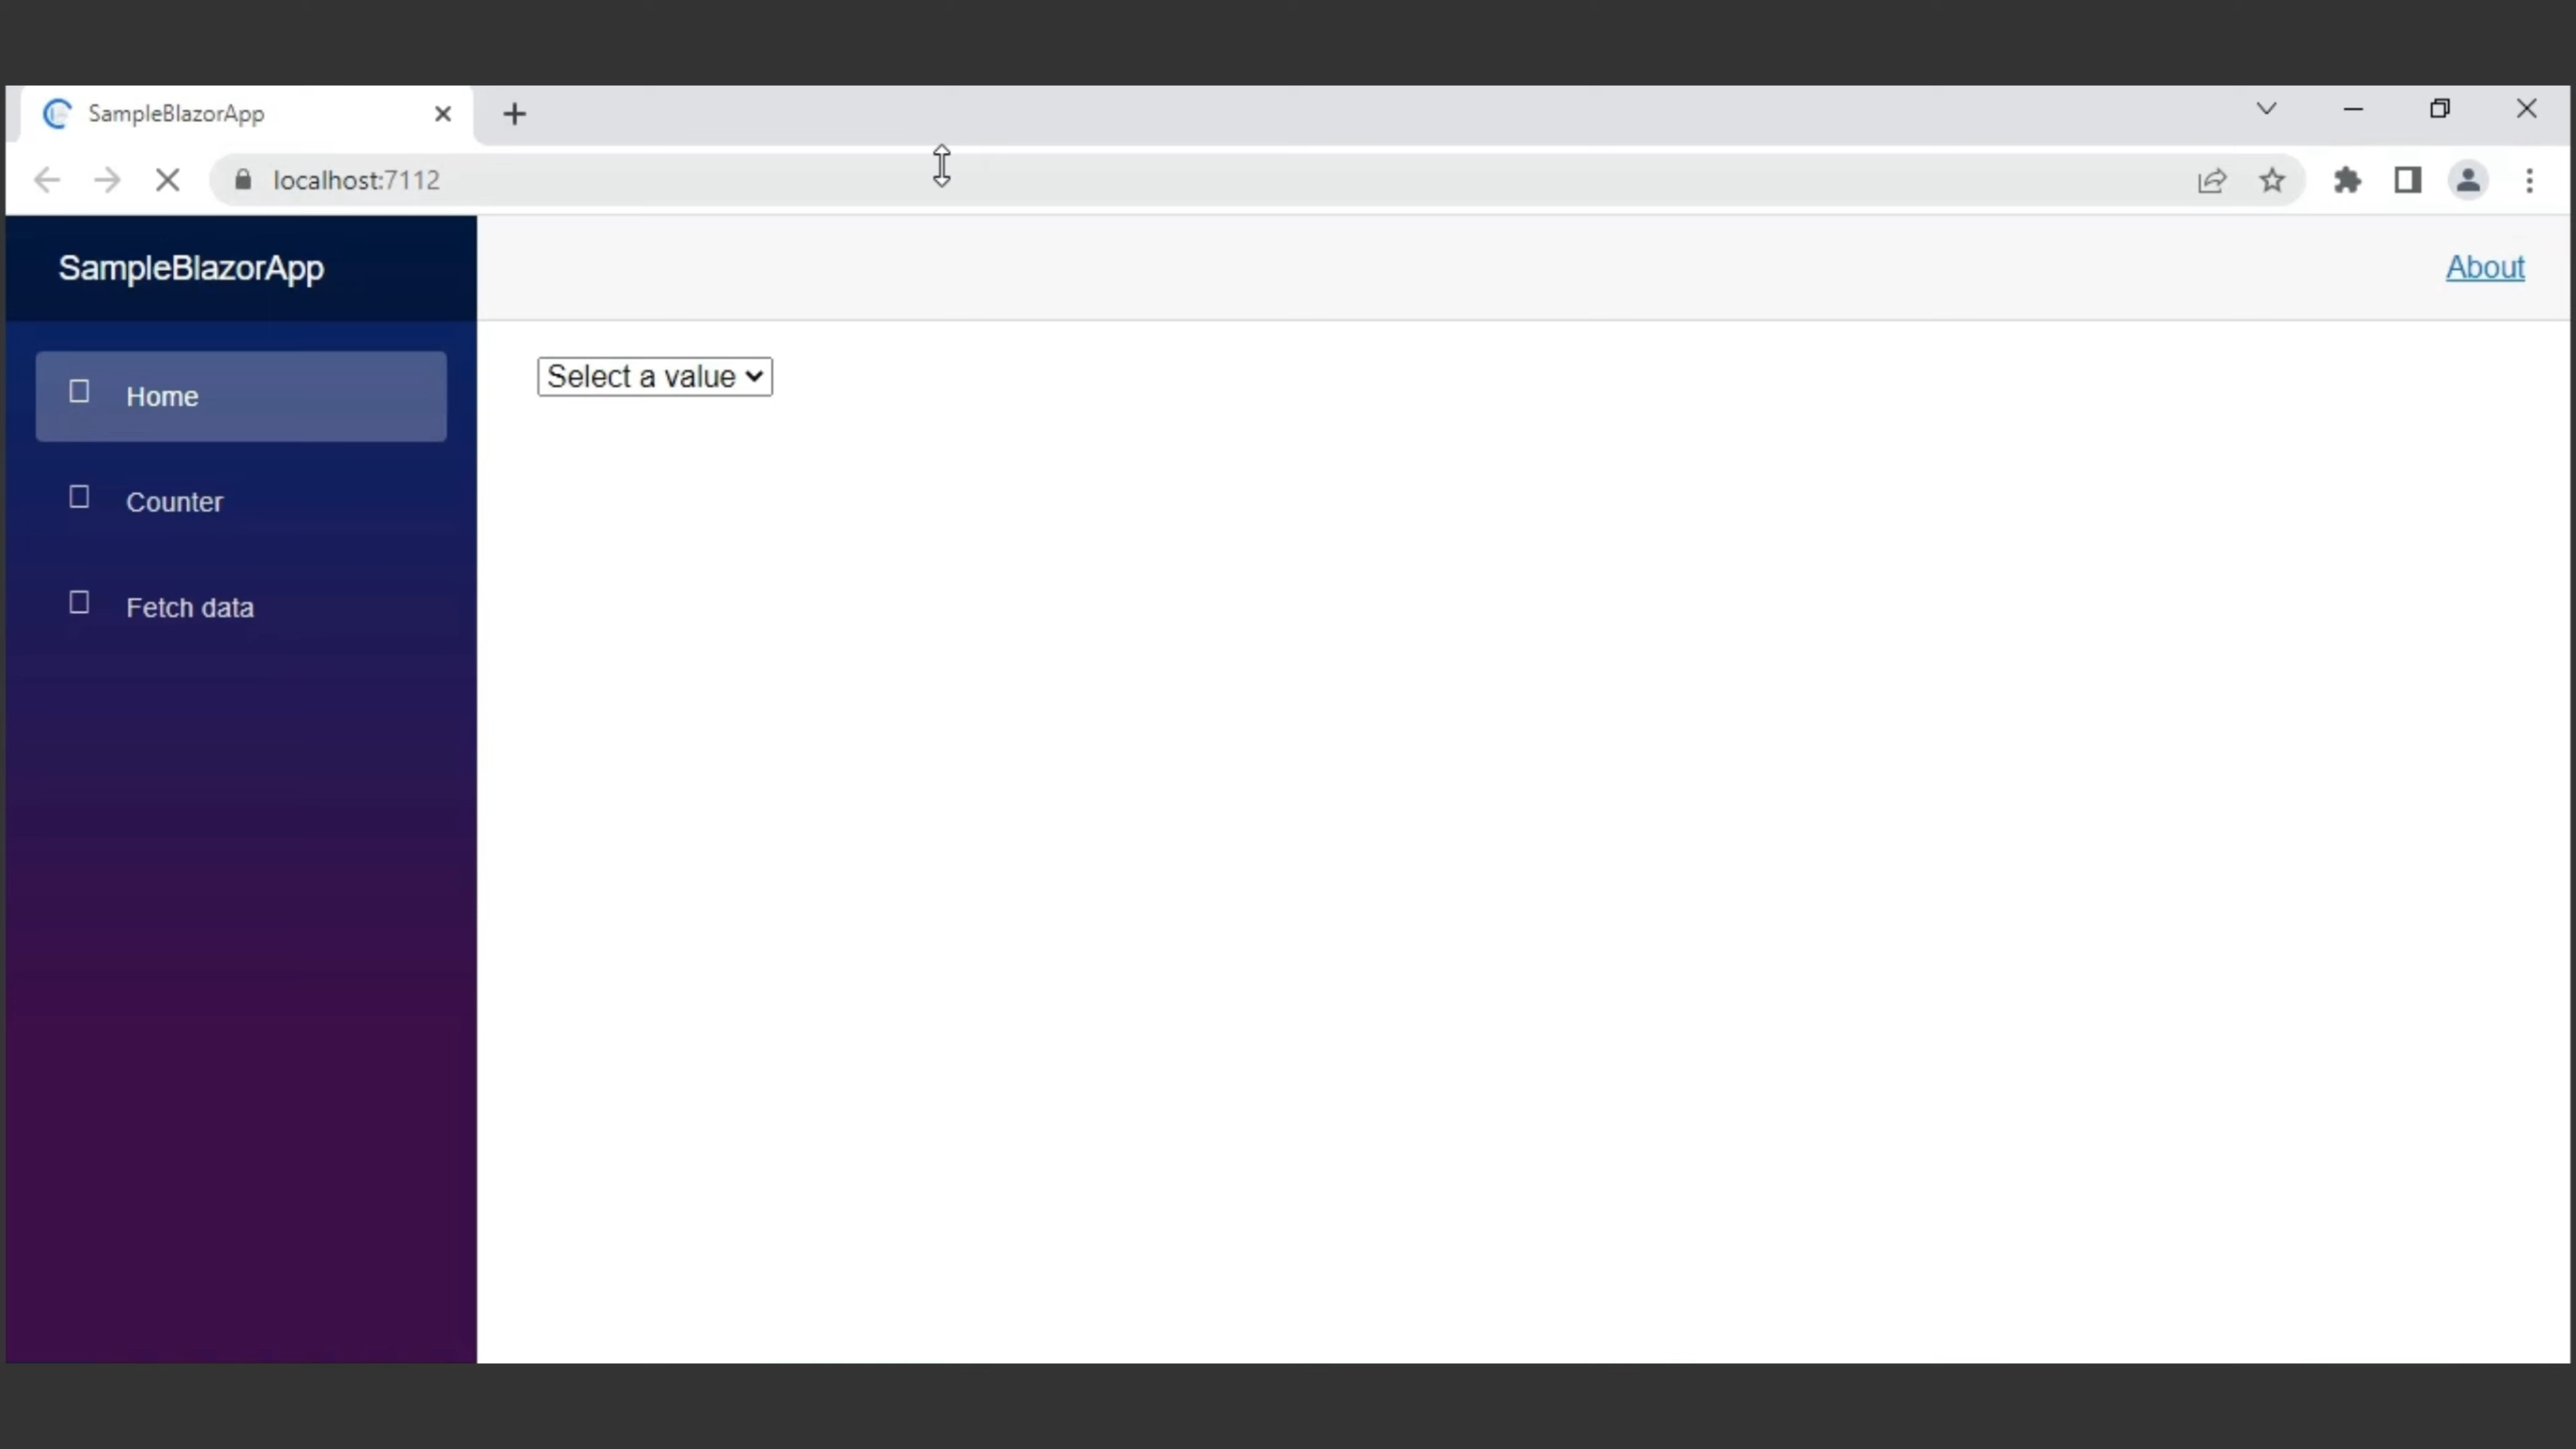 SampleBlazorApp
localhost:7112
SampleBlazorApp
About
Home
Select a value
Counter
Fetch data